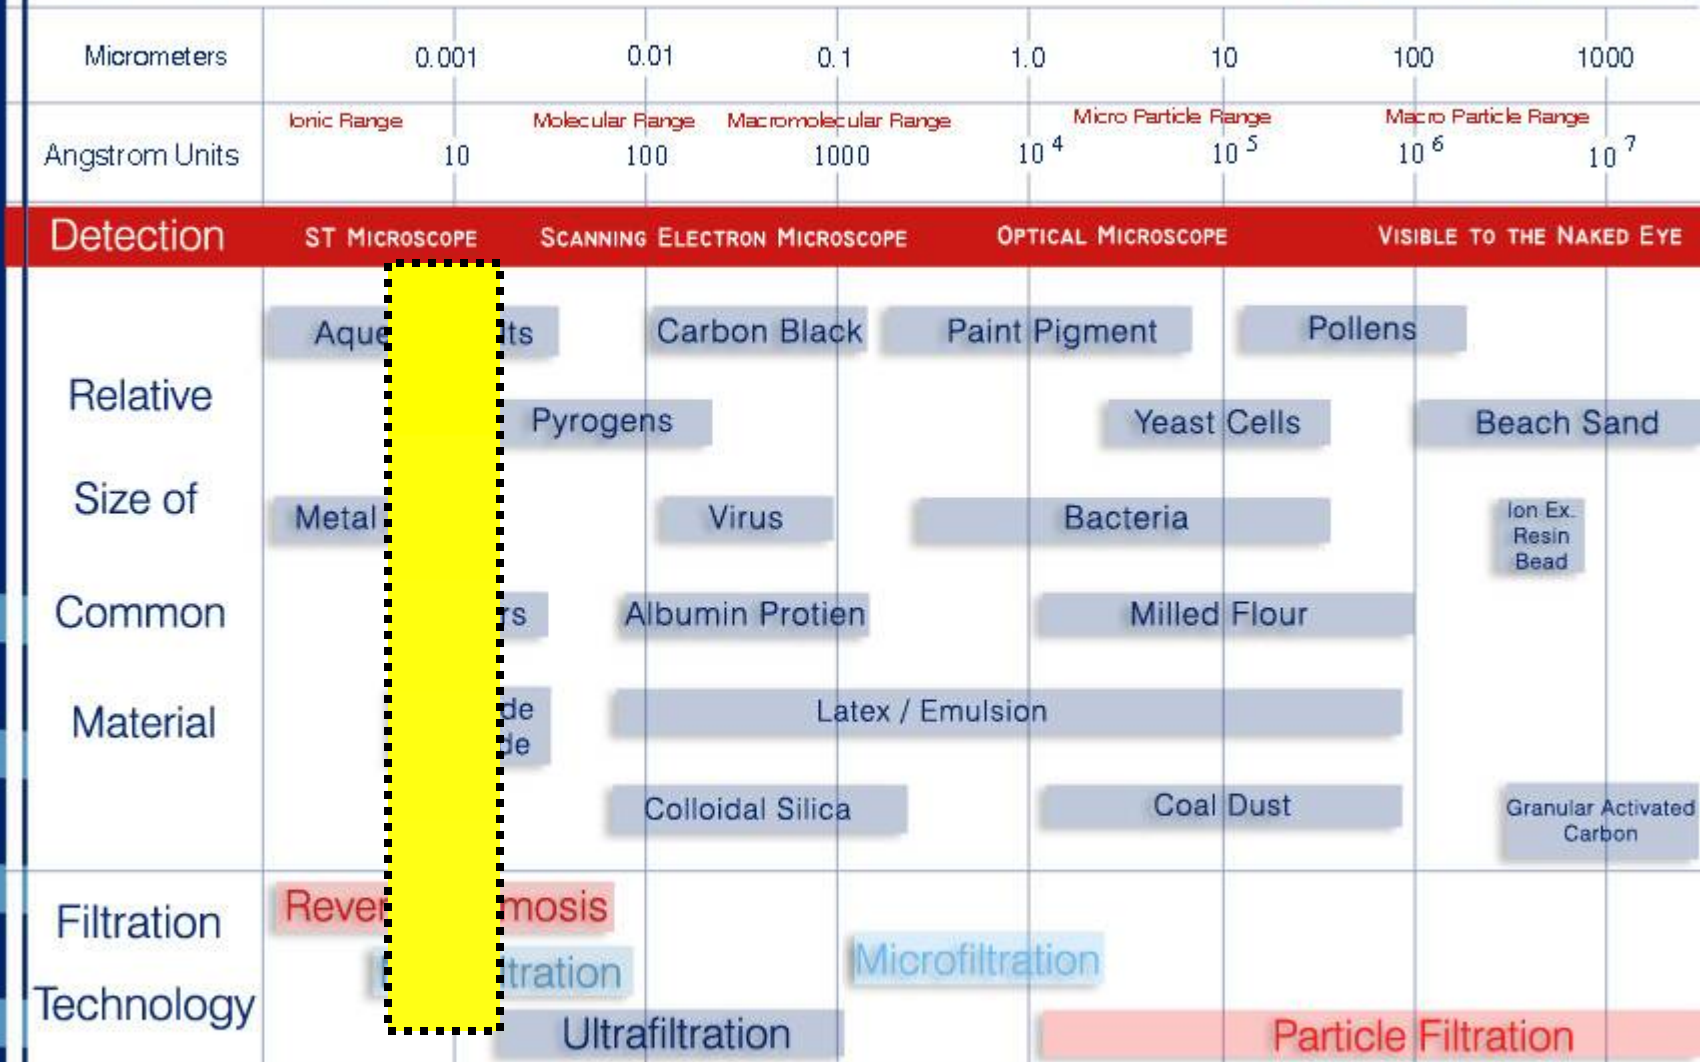 Micrometers 0.001 0.01 0.1 1.0 10 100 1000
Ionic Range Molecular Range Macromolecular Range Micro Particle Range Macro Particle Range
Angstrom Units 10 100 1000 10 4 10 5 10 6 10 7
Detection ST MICROSCOPE SCANNING ELECTRON MICROSCOPE OPTICAL MICROSCOPE VISIBLE TO THE NAKED EYE
Carbon Black Paint Pigment Pollens
Relative
Pyrogens Yeast Cells Beach Sand
Size of
Metal Virus Bacteria Ion Ex.
Resin
Bead
Common Albumin Protien Milled Flour
Material Latex / Emulsion
Colloidal Silica Coal Dust Granular Activated
Carbon
Filtration
Microfiltration
Technology
Ultrafiltration Particle Filtration